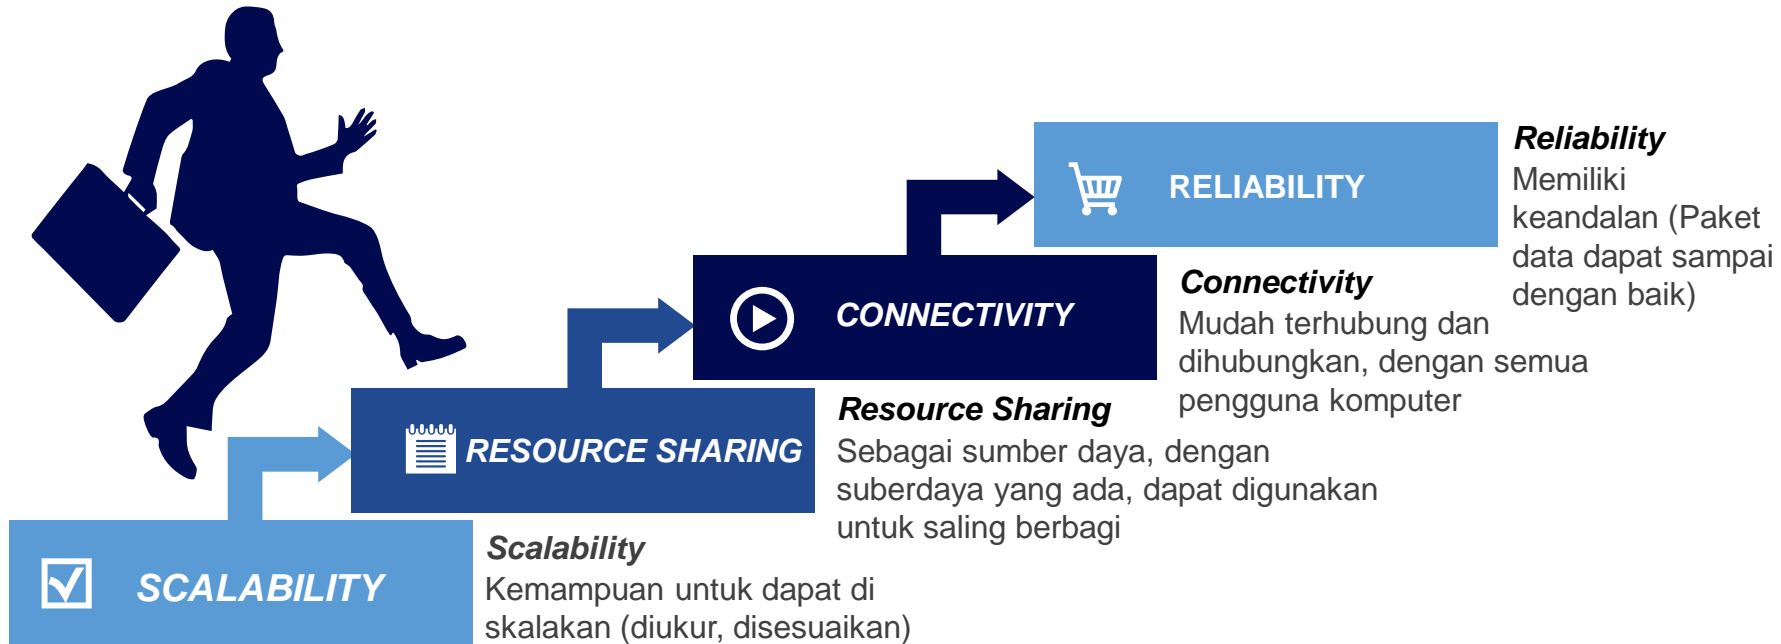 RELIABILITY
Reliability
Memiliki
keandalan (Paket
data dapat sampai
dengan baik)
CONNECTIVITY
Connectivity
Mudah terhubung dan
dihubungkan, dengan semua
pengguna komputer
RESOURCE SHARING
Resource Sharing
Sebagai sumber daya, dengan
suberdaya yang ada, dapat digunakan
untuk saling berbagi
SCALABILITY
Scalability
Kemampuan untuk dapat di
skalakan (diukur, disesuaikan)